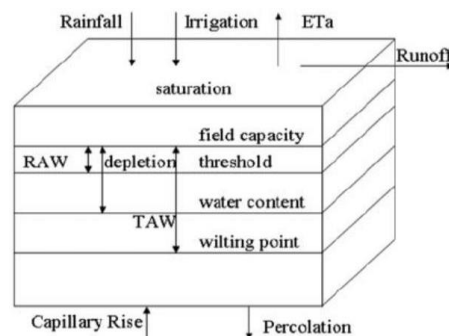 Rainfall Irrigation ETa
Runoff
saturation
field capacity
RAW depletion threshold
water content
TAW
wilting point
Capillary Rise Percolation